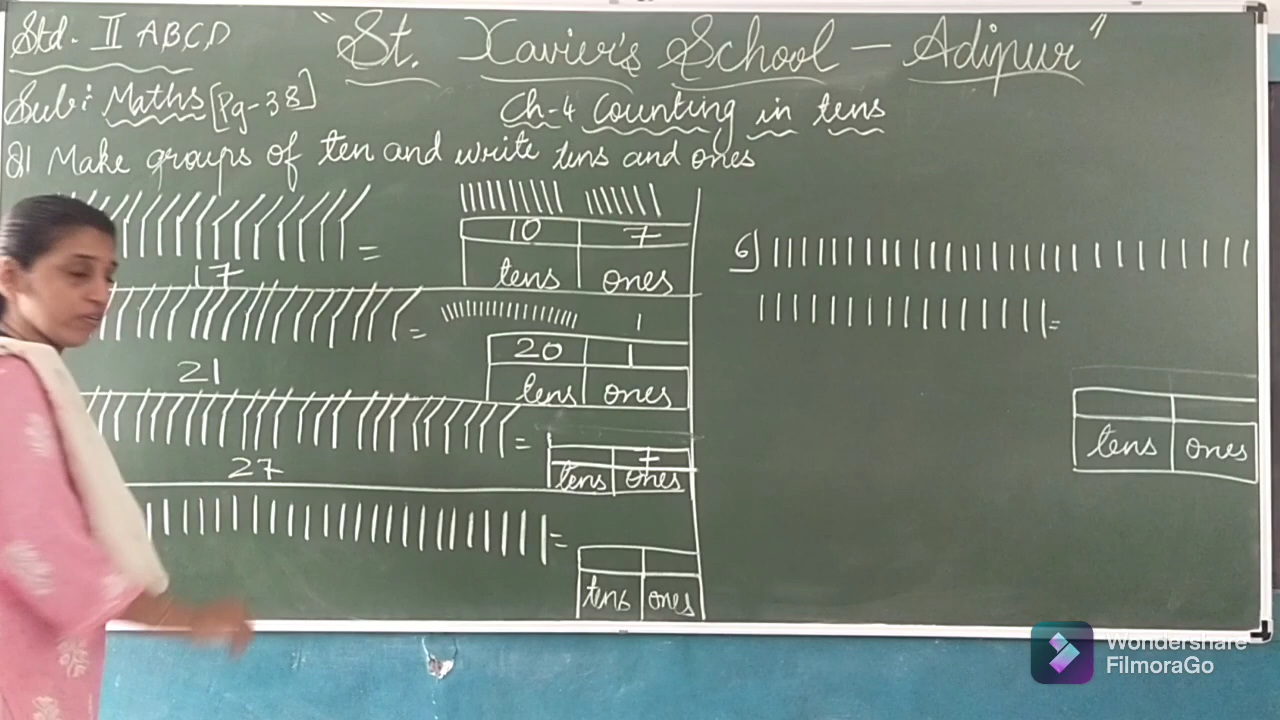 Std. II ABCD "St. Xavier's School - Adipur"
Sub: Maths [Pg-38] Ch-4 Counting in tens
Q1 Make groups of ten and write tens and ones
=
10 7
tens ones
17
= 1
20 1
tens ones
21
=
7
tens ones
27
=
tens ones
6)
=
tens ones
Wondershare
FilmoraGo